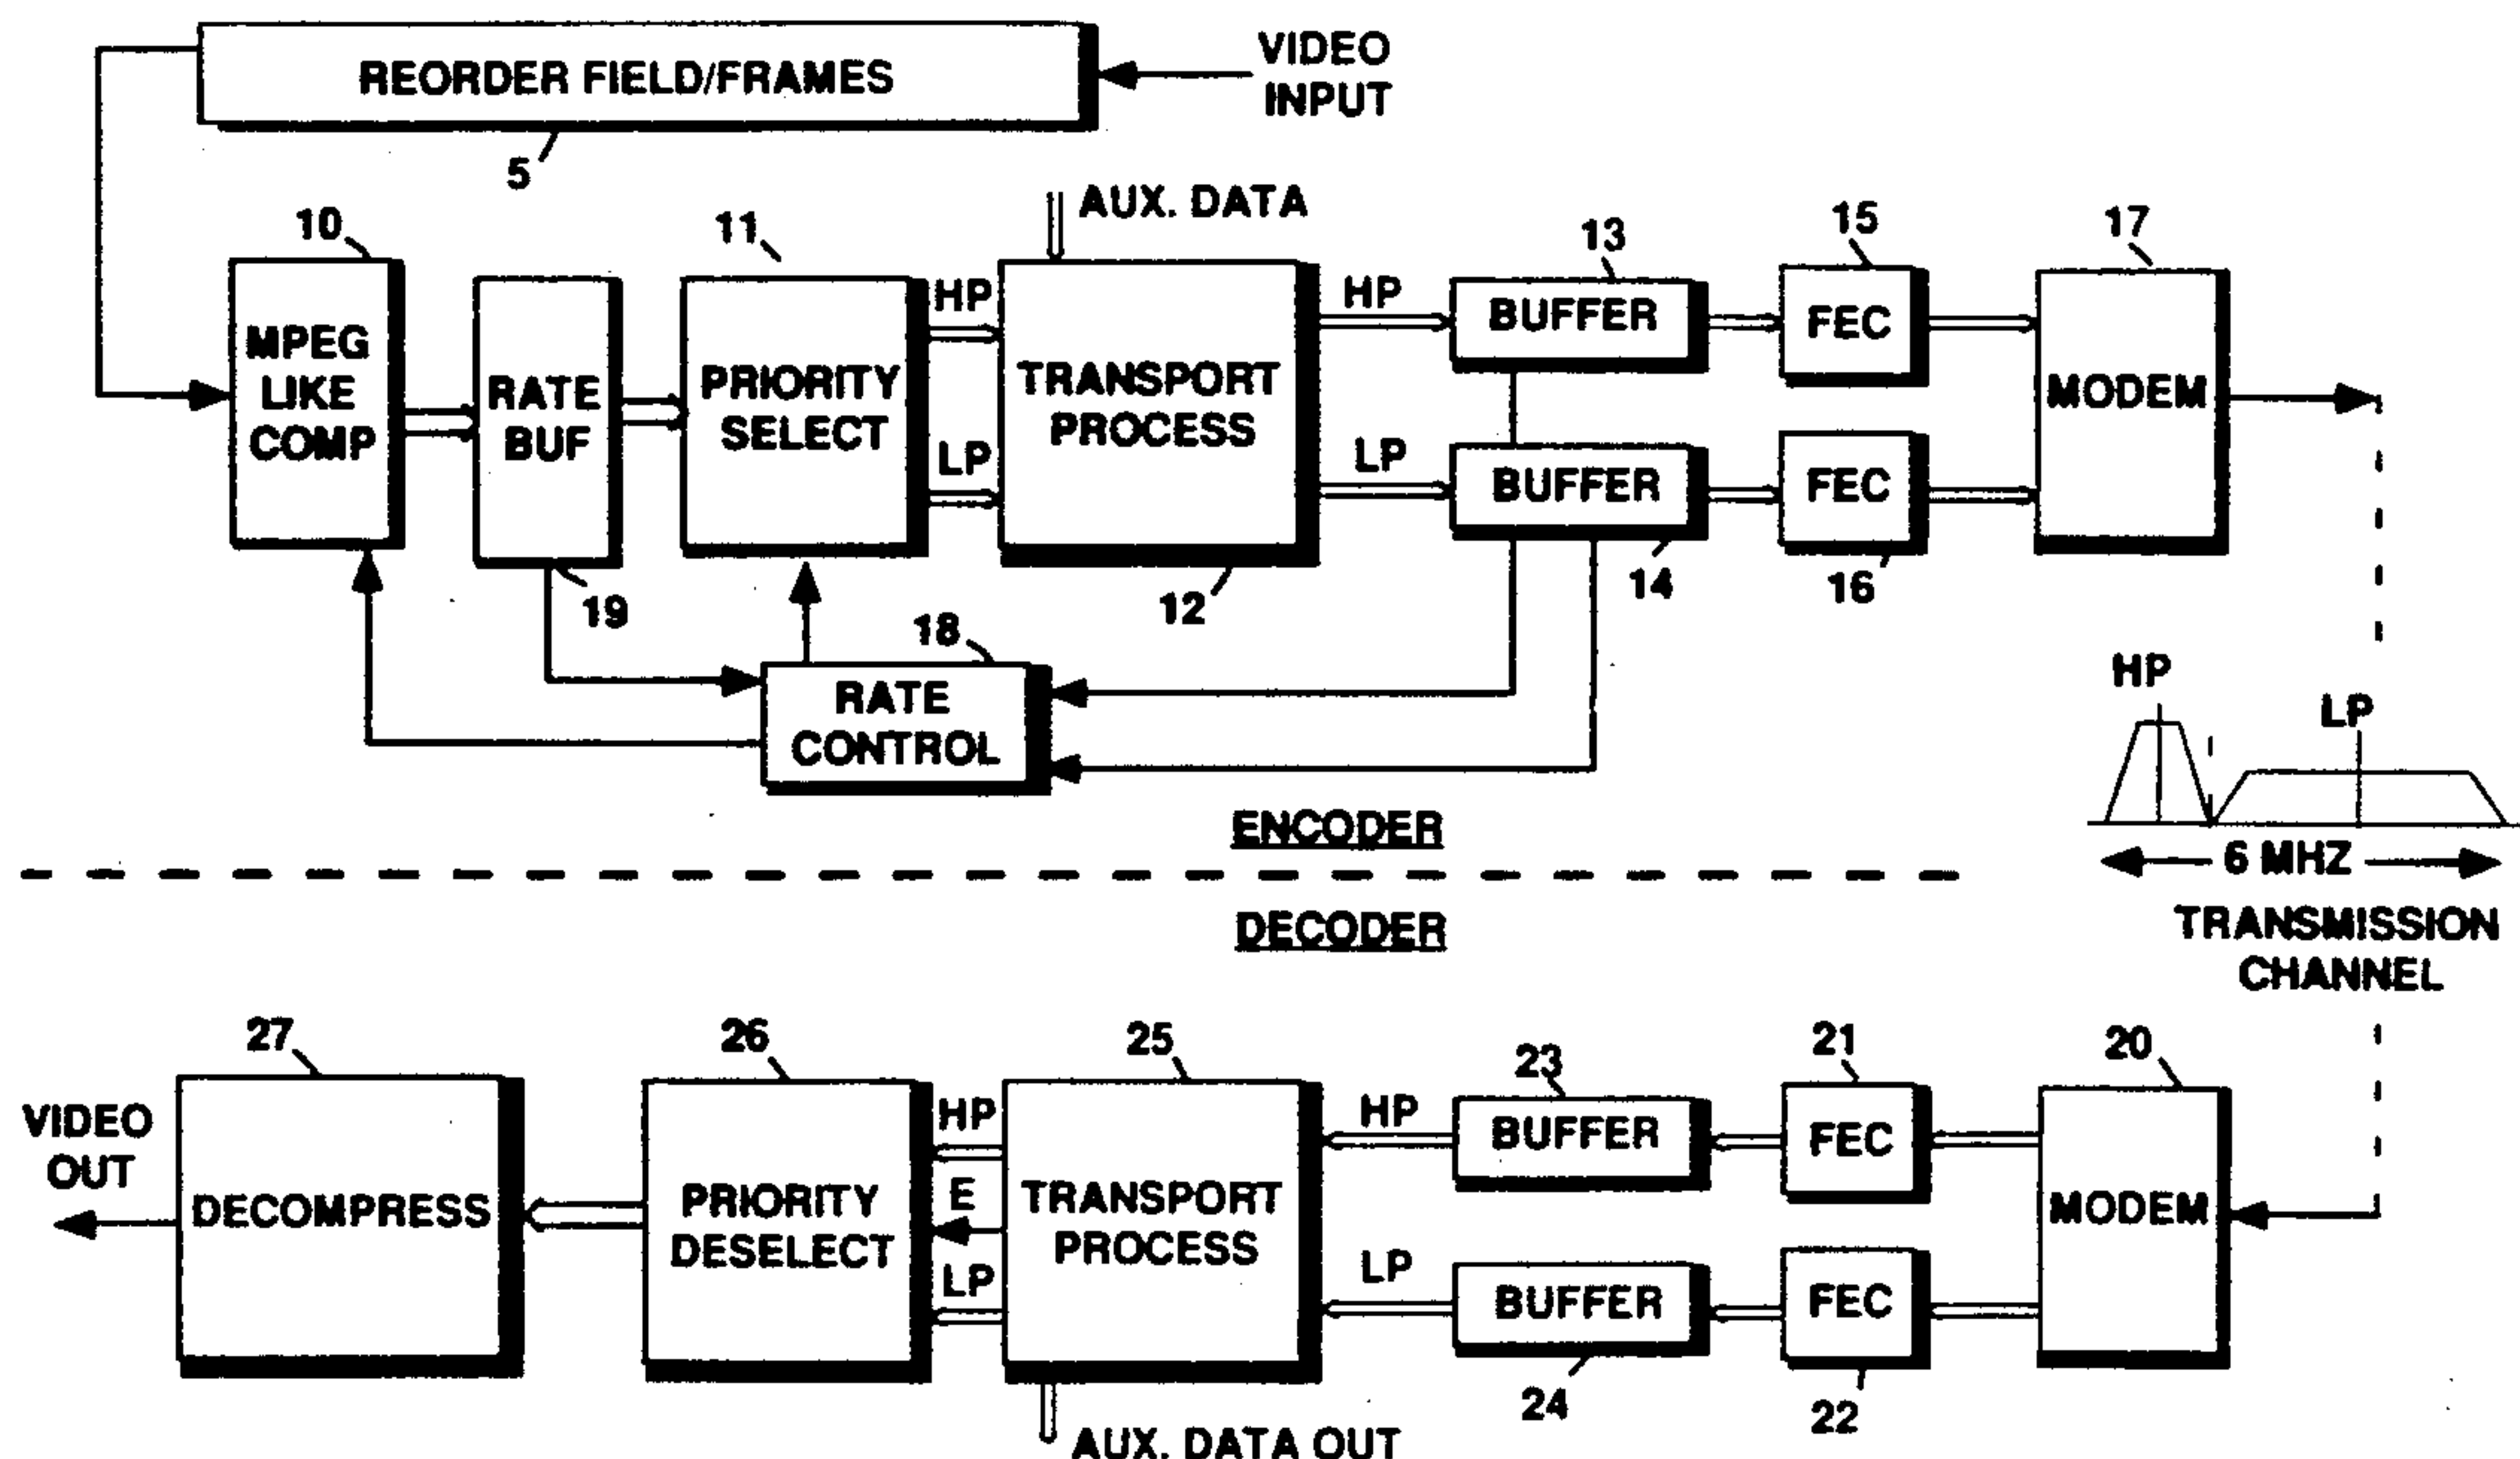 REORDER FIELD/FRAMES
VIDEO
INPUT
5
AUX. DATA
10
11
13
15
17
MPEG
LIKE
COMP
RATE
BUF
PRIORITY
SELECT
HP
LP
TRANSPORT
PROCESS
HP
LP
BUFFER
BUFFER
FEC
FEC
MODEM
19
12
14
16
18
RATE
CONTROL
HP
LP
ENCODER
6 MHZ
DECODER
TRANSMISSION
CHANNEL
27
26
25
23
21
20
VIDEO
OUT
DECOMPRESS
PRIORITY
DESELECT
HP
E
LP
TRANSPORT
PROCESS
HP
LP
BUFFER
BUFFER
FEC
FEC
MODEM
24
22
AUX. DATA OUT